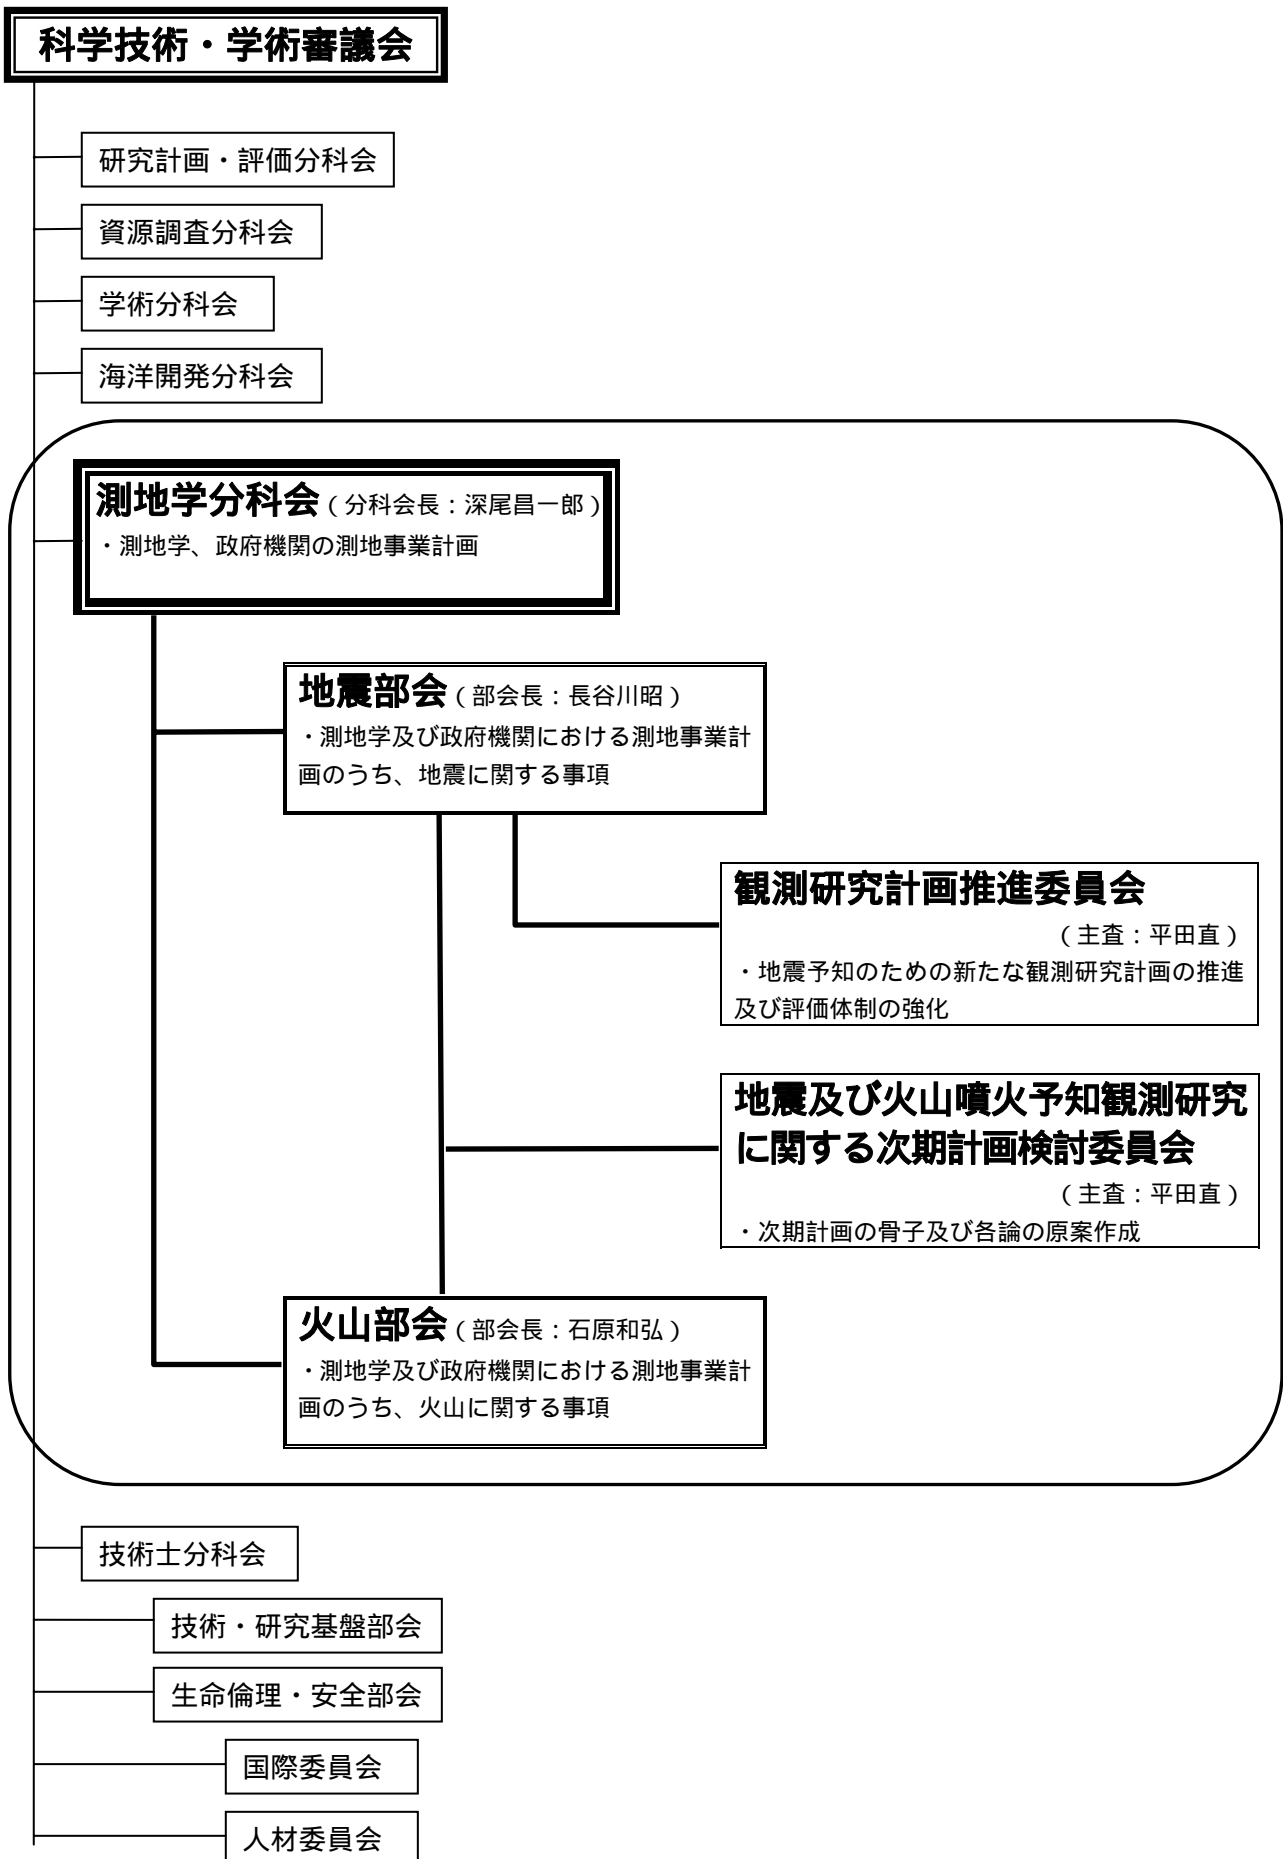 科学技術・学術審議会
研究計画・評価分科会
資源調査分科会
学術分科会
海洋開発分科会
測地学分科会（分科会長：深尾昌一郎）
・測地学、政府機関の測地事業計画
地震部会（部会長：長谷川昭）
・測地学及び政府機関における測地事業計
画のうち、地震に関する事項
観測研究計画推進委員会
（主査：平田直）
・地震予知のための新たな観測研究計画の推進
及び評価体制の強化
地震及び火山噴火予知観測研究
に関する次期計画検討委員会
（主査：平田直）
・次期計画の骨子及び各論の原案作成
火山部会（部会長：石原和弘）
・測地学及び政府機関における測地事業計
画のうち、火山に関する事項
技術士分科会
技術・研究基盤部会
生命倫理・安全部会
国際委員会
人材委員会